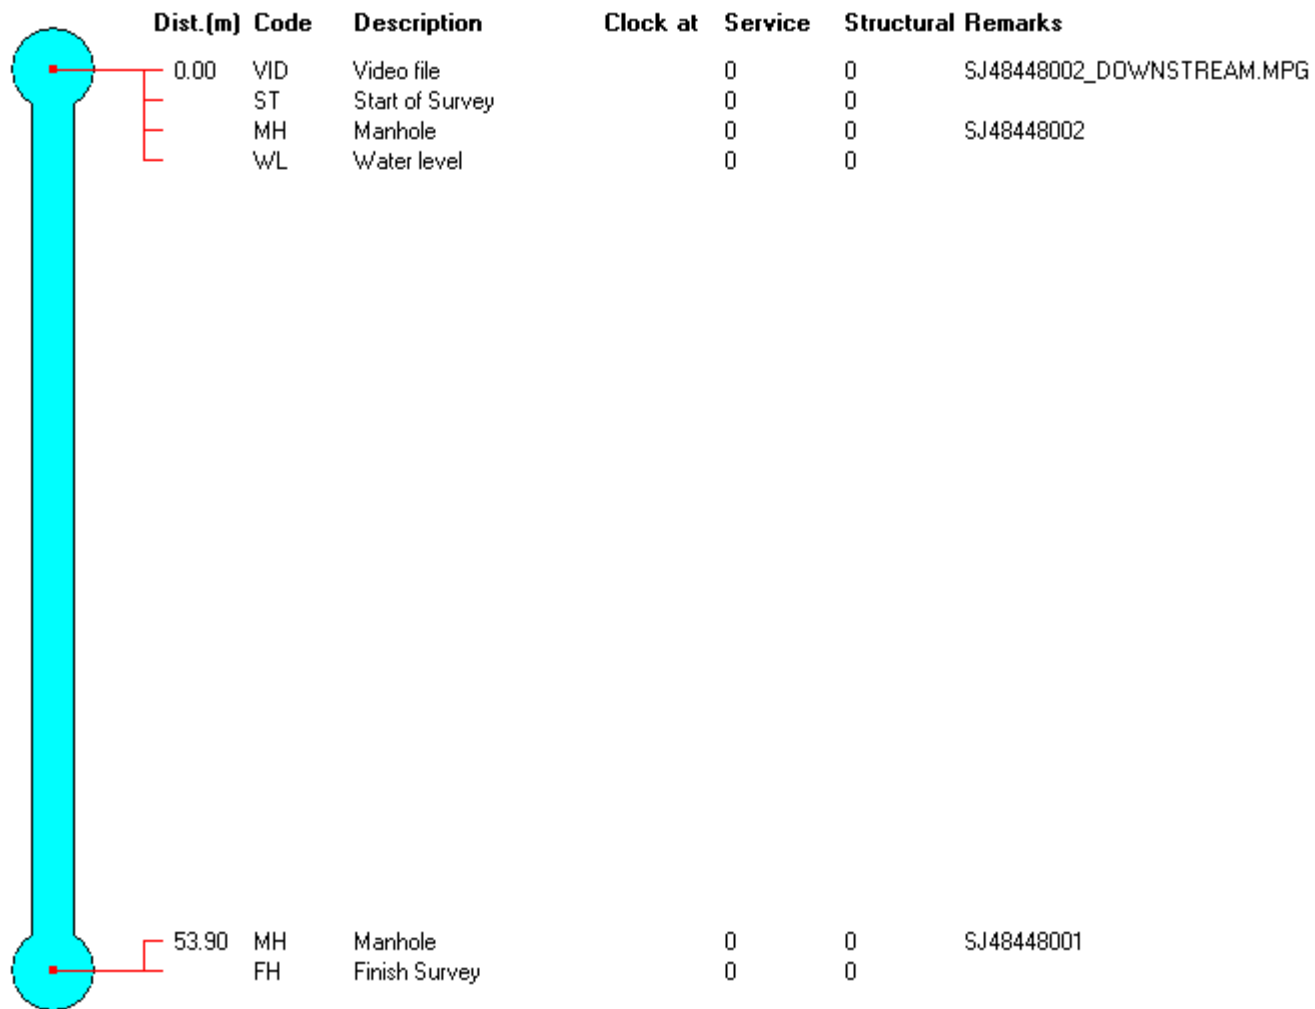 Dist.(m) Code Description Clock at Service Structural Remarks
0.00 VID Video file 0 0 SJ48448002_DOWNSTREAM.MPG
ST Start of Survey 0 0
MH Manhole 0 0 SJ48448002
WL Water level 0 0
53.90 MH Manhole 0 0 SJ48448001
FH Finish Survey 0 0